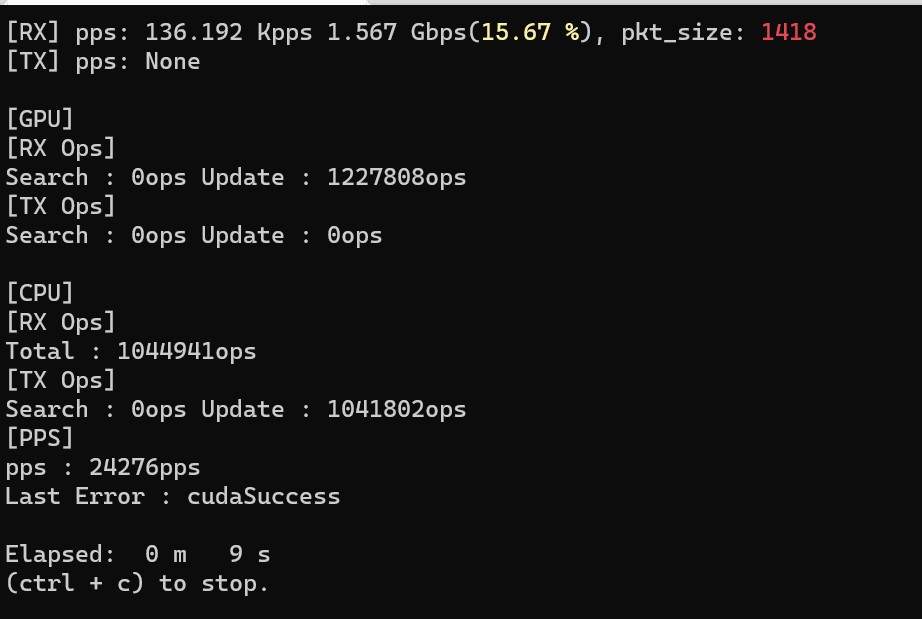 [RX] pps: 136.192 Kpps 1.567 Gbps(15.67 %), pkt_size: 1418
[TX] pps: None
[GPU]
[RX Ops]
Search : 0ops Update : 1227808ops
[TX Ops]
Search : 0ops Update : 0ops
[CPU]
[RX Ops]
Total : 1044941ops
[TX Ops]
Search : 0ops Update : 1041802ops
[PPS]
pps : 24276pps
Last Error : cudaSuccess
Elapsed:  0 m   9 s
(ctrl + c) to stop.